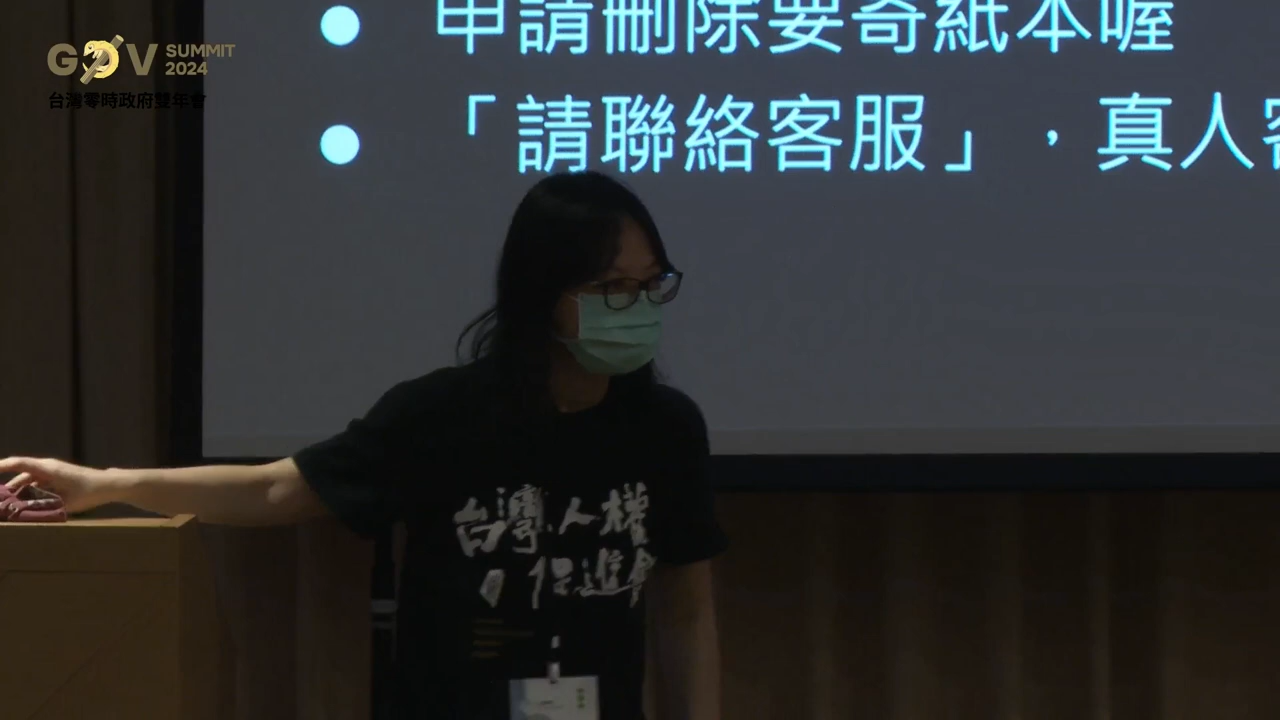 申請刪除要寄紙本喔
「請聯絡客服」，真人客
G0V SUMMIT
2024
台灣零時政府雙年會
台灣人權
促進會